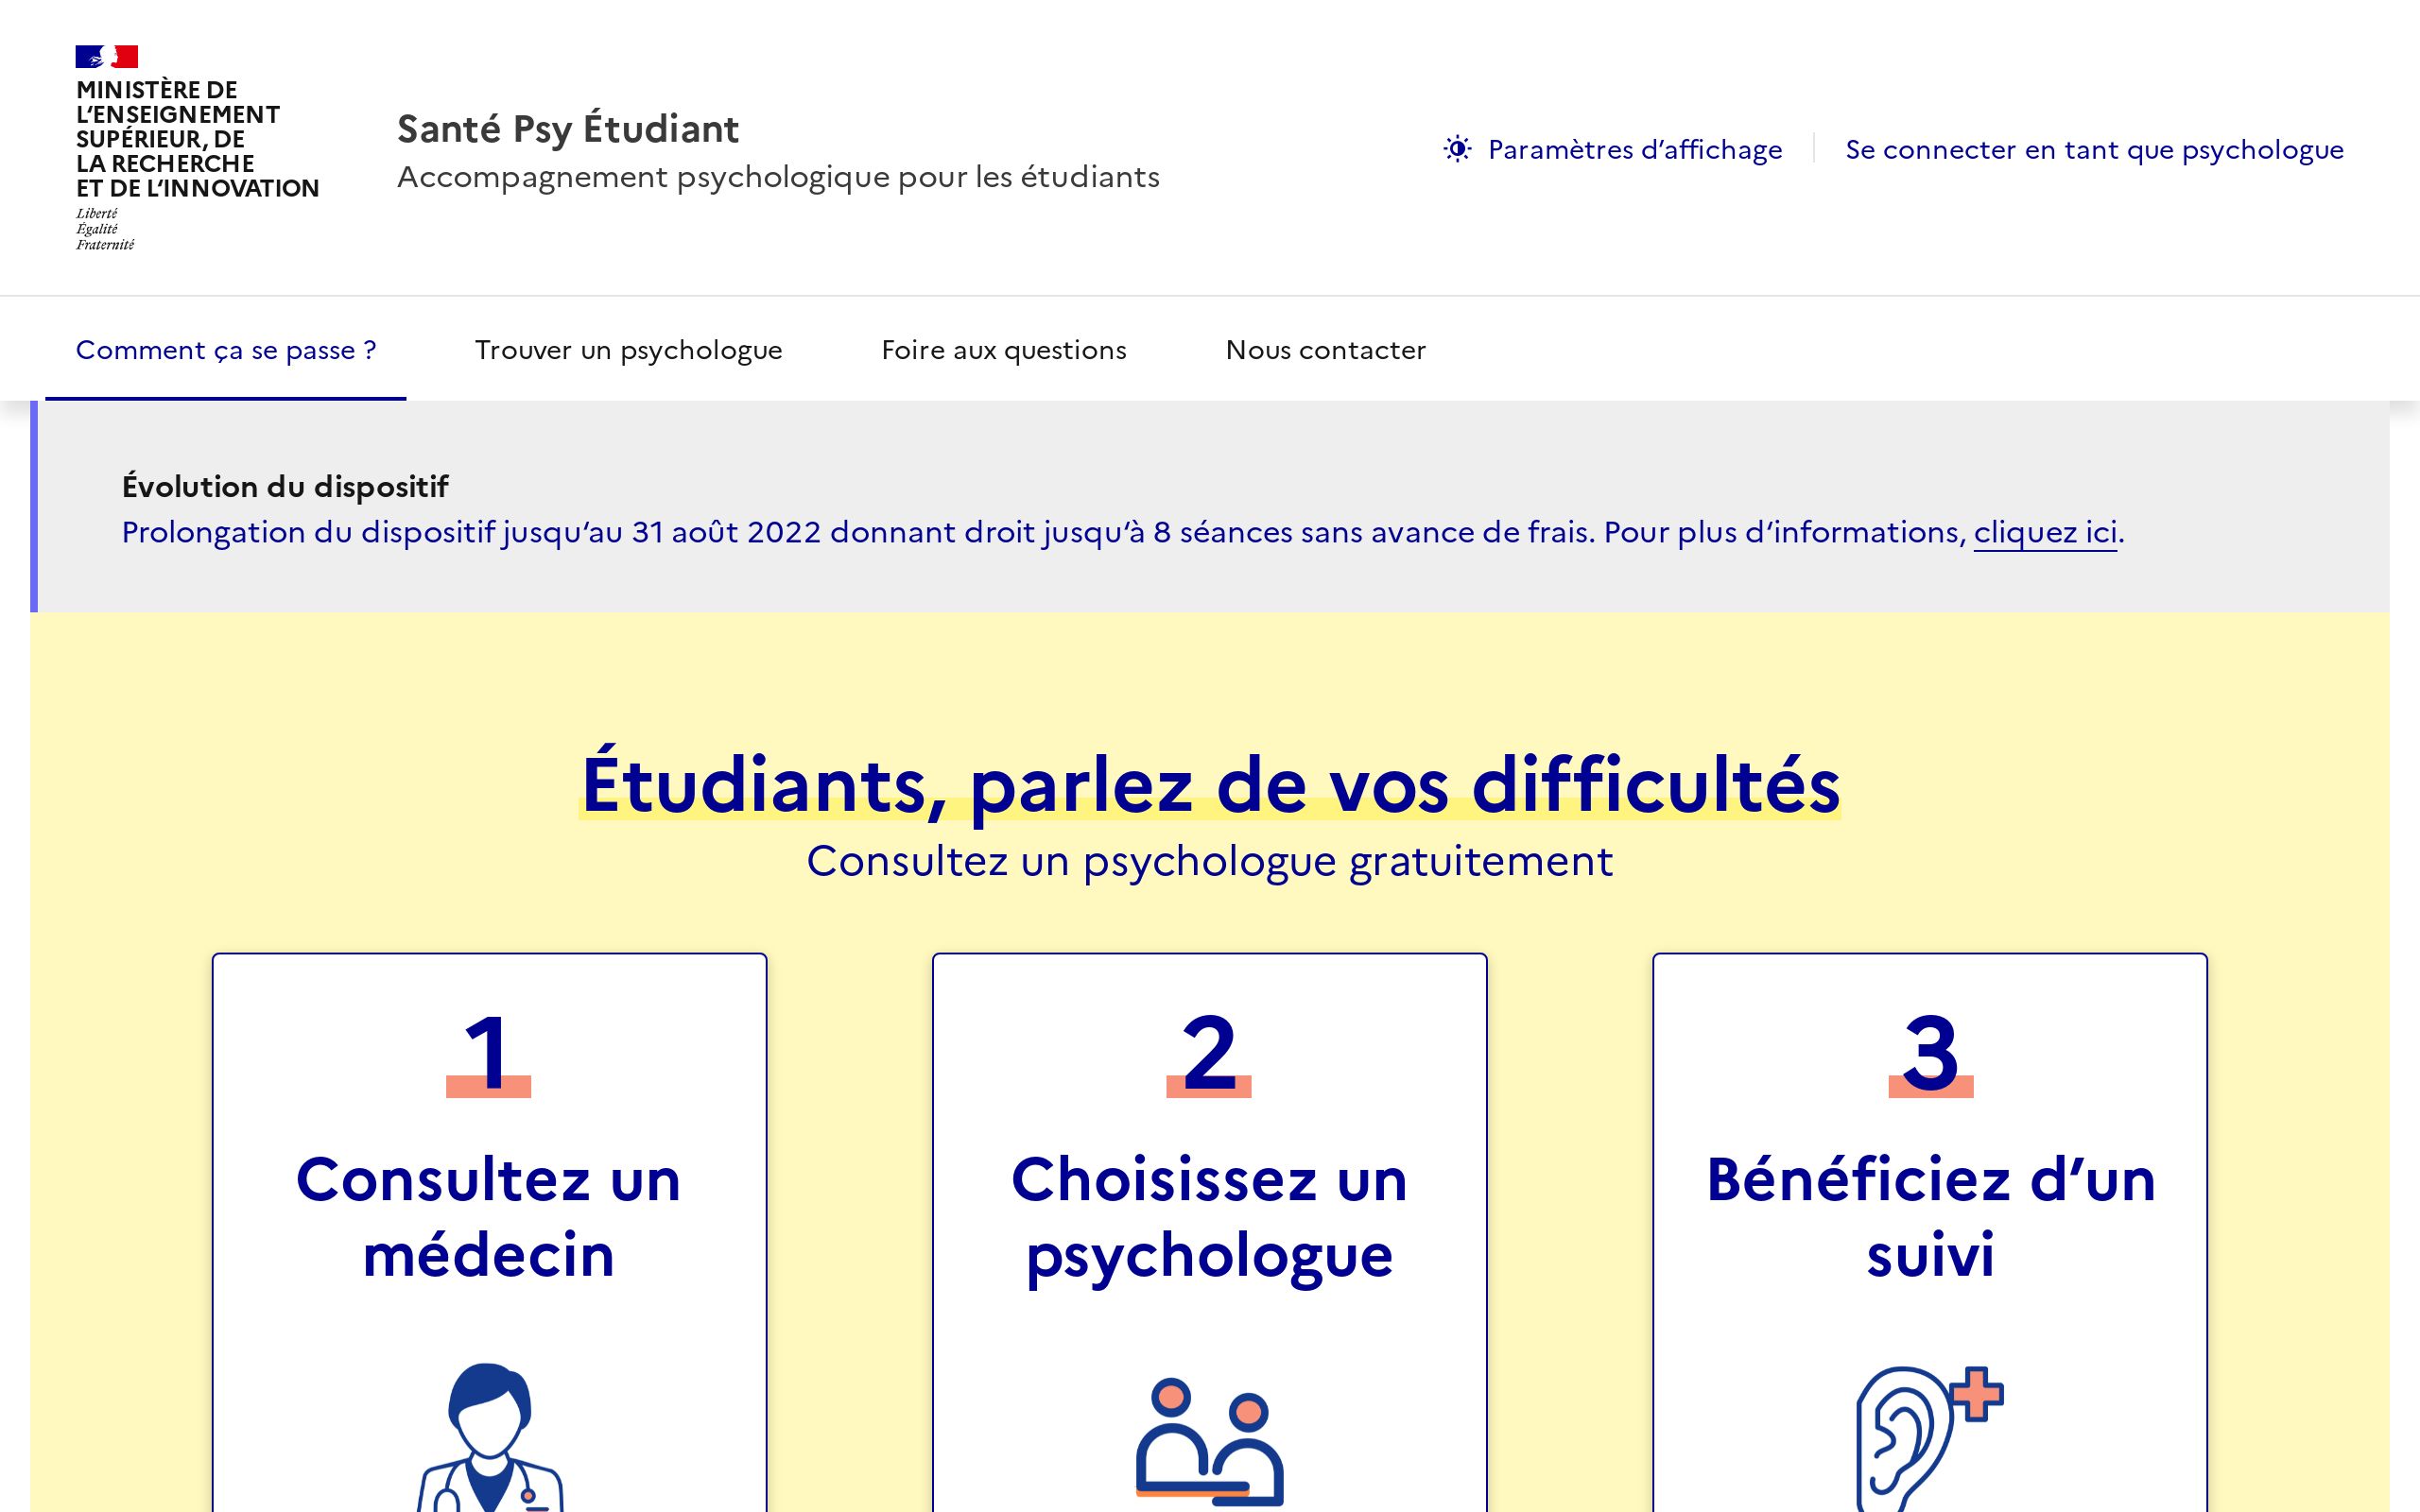 MINISTÈRE DE
L'ENSEIGNEMENT
SUPÉRIEUR, DE
LA RECHERCHE
ET DE L'INNOVATION
Liberté
Égalité
Fraternité
Santé Psy Étudiant
Accompagnement psychologique pour les étudiants
Paramètres d’affichage
Se connecter en tant que psychologue
Comment ça se passe ?
Trouver un psychologue
Foire aux questions
Nous contacter
Évolution du dispositif
Prolongation du dispositif jusqu‘au 31 août 2022 donnant droit jusqu‘à 8 séances sans avance de frais. Pour plus d‘informations, cliquez ici.
Étudiants, parlez de vos difficultés
Consultez un psychologue gratuitement
1
Consultez un
médecin
2
Choisissez un
psychologue
3
Bénéficiez d’un
suivi